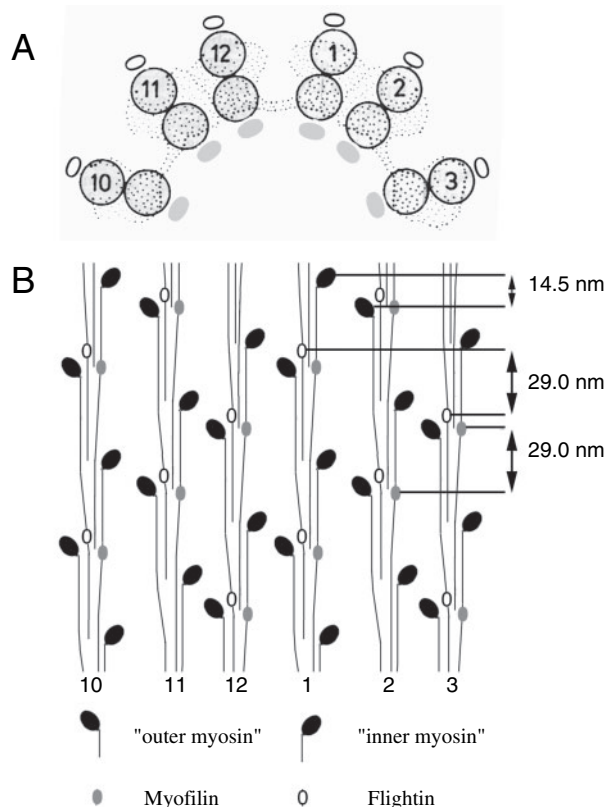 A
12 1
11 2
10 3
B
14.5 nm
29.0 nm
29.0 nm
10 11 12 1 2 3
"outer myosin" "inner myosin"
Myofilin Flightin